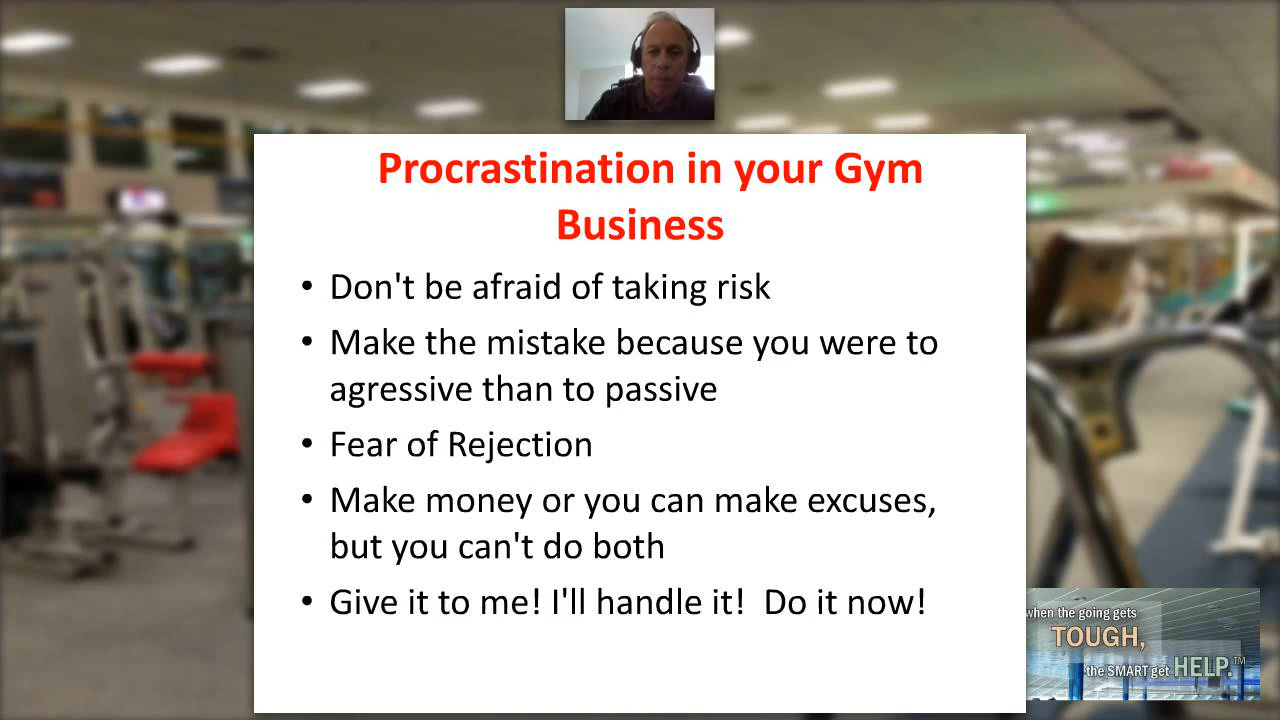 Procrastination in your Gym
Business
• Don't be afraid of taking risk
• Make the mistake because you were to
agressive than to passive
• Fear of Rejection
• Make money or you can make excuses,
but you can't do both
• Give it to me! I'll handle it!  Do it now!
when the going gets
TOUGH,
the SMART get HELP.™